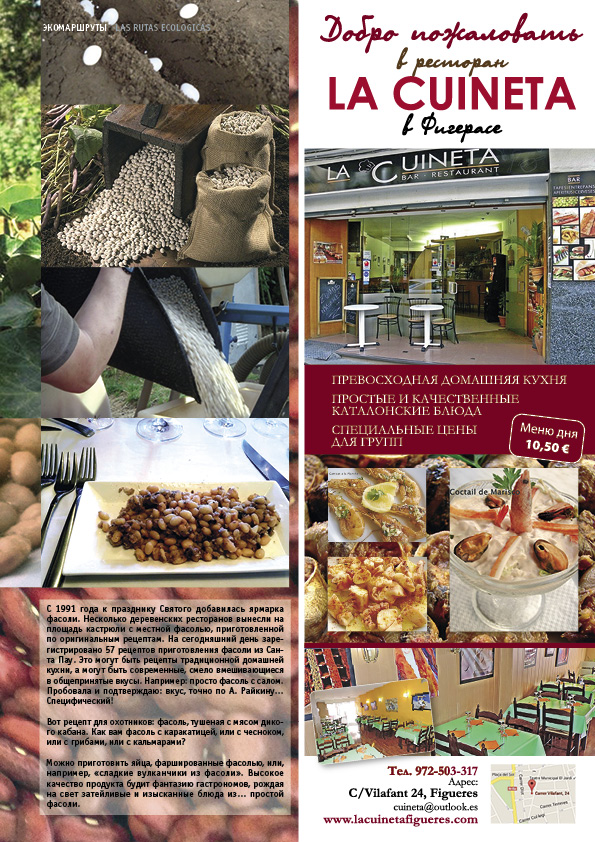 ЭКОМАРШРУТЫ LAS RUTAS ECOLOGICAS
С 1991 года к празднику Святого добавилась ярмарка
фасоли. Несколько деревенских ресторанов вынесли на
площадь кастрюли с местной фасолью, приготовленной
по оригинальным рецептам. На сегодняшний день заре-
гистрировано 57 рецептов приготовления фасоли из Сан-
та Пау. Это могут быть рецепты традиционной домашней
кухни, а могут быть современные, смело вмешивающиеся
в общепринятые вкусы. Например: просто фасоль с салом.
Пробовала и подтверждаю: вкус, точно по А. Райкину...
Специфический!
Вот рецепт для охотников: фасоль, тушеная с мясом дико-
го кабана. Как вам фасоль с каракатицей, или с чесноком,
или с грибами, или с кальмарами?
Можно приготовить яйца, фаршированные фасолью, или,
например, «сладкие вулканчики из фасоли». Высокое
качество продукта будит фантазию гастрономов, рождая
на свет затейливые и изысканные блюда из... простой
фасоли.
Добро пожаловать
в ресторан
LA CUINETA
в Фигерасе
LA CUINETA
BAR - RESTAURANT
BAR
ПРЕВОСХОДНАЯ ДОМАШНЯЯ КУХНЯ
ПРОСТЫЕ И КАЧЕСТВЕННЫЕ
КАТАЛОНСКИЕ БЛЮДА
СПЕЦИАЛЬНЫЕ ЦЕНЫ
ДЛЯ ГРУПП
Меню дня
10,50 €
Coctail de Marisco
Тел. 972-503-317
Адрес:
C/Vilafant 24, Figueres
cuineta@outlook.es
www.lacuinetafigueres.com
Carrer Vilafant, 24